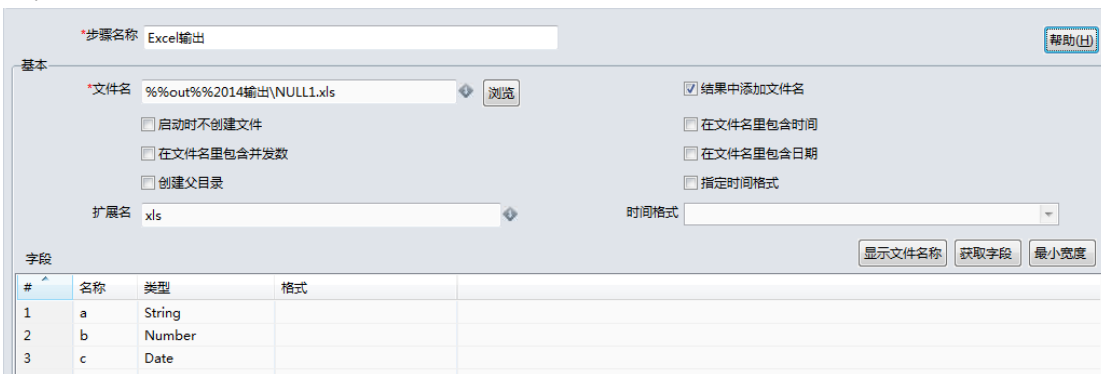 *步骤名称 Excel输出 帮助(H)
基本
*文件名 %%out%%2014输出\NULL1.xls 浏览 结果中添加文件名
启动时不创建文件 在文件名里包含时间
在文件名里包含并发数 在文件名里包含日期
创建父目录 指定时间格式
扩展名 xls 时间格式
显示文件名称 获取字段 最小宽度
字段
# 名称 类型 格式
1 a String
2 b Number
3 c Date